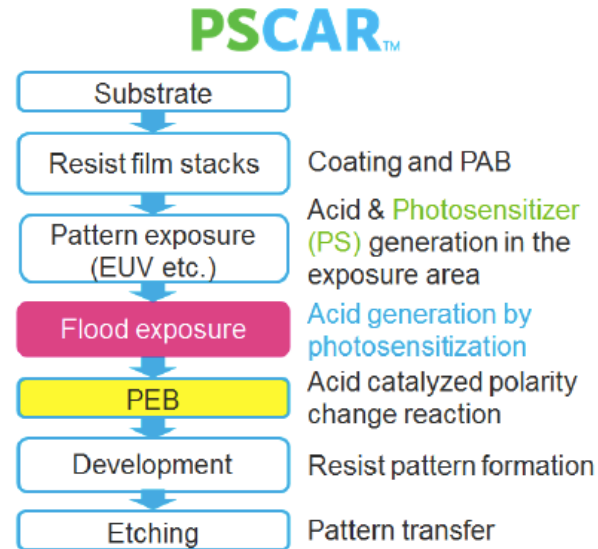 PSCAR™
Substrate
Resist film stacks
Coating and PAB
Pattern exposure
(EUV etc.)
Acid & Photosensitizer
(PS) generation in the
exposure area
Flood exposure
Acid generation by
photosensitization
PEB
Acid catalyzed polarity
change reaction
Development
Resist pattern formation
Etching
Pattern transfer